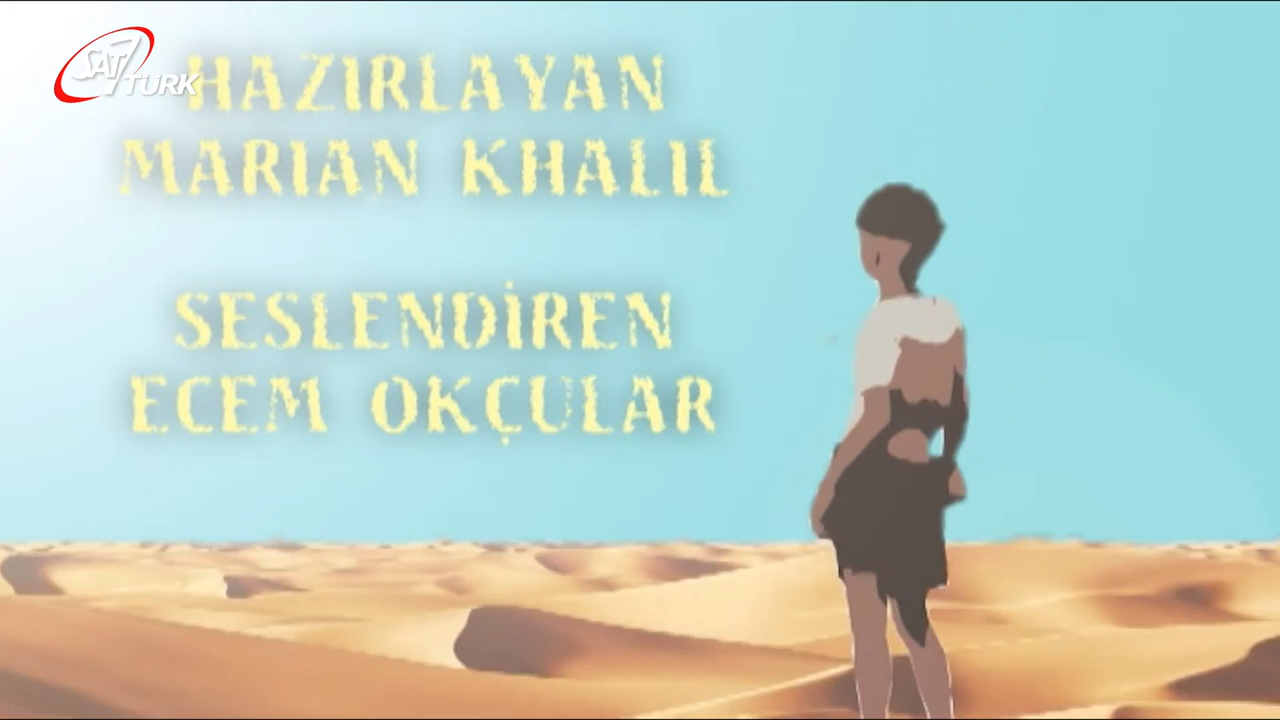 SAT7
TÜRK
HAZIRLAYAN
MARIAN KHALIL
SESLENDİREN
ECEM OKÇULAR